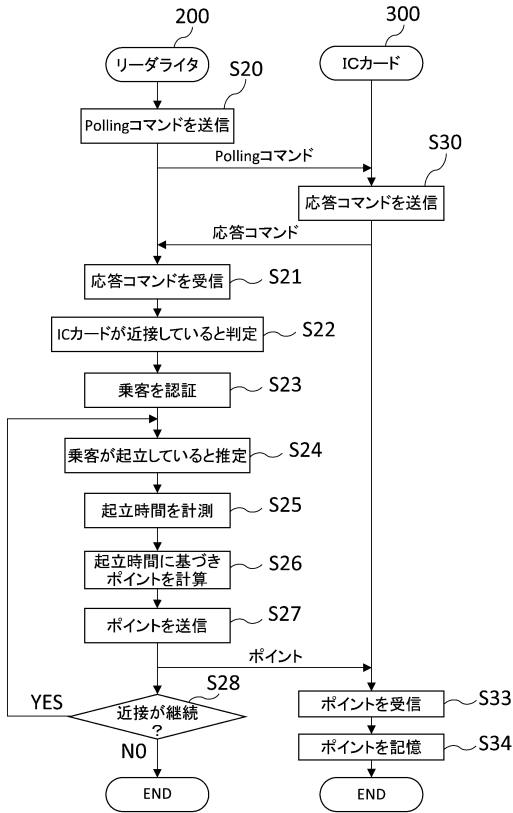 200
300
リーダライタ
ICカード
S20
Pollingコマンドを送信
Pollingコマンド
S30
応答コマンドを送信
応答コマンド
応答コマンドを受信
S21
ICカードが近接していると判定
S22
乗客を認証
S23
乗客が起立していると推定
S24
起立時間を計測
S25
起立時間に基づき
ポイントを計算
S26
ポイントを送信
S27
ポイント
S28
YES
近接が継続
?
NO
ポイントを受信
S33
ポイントを記憶
S34
END
END